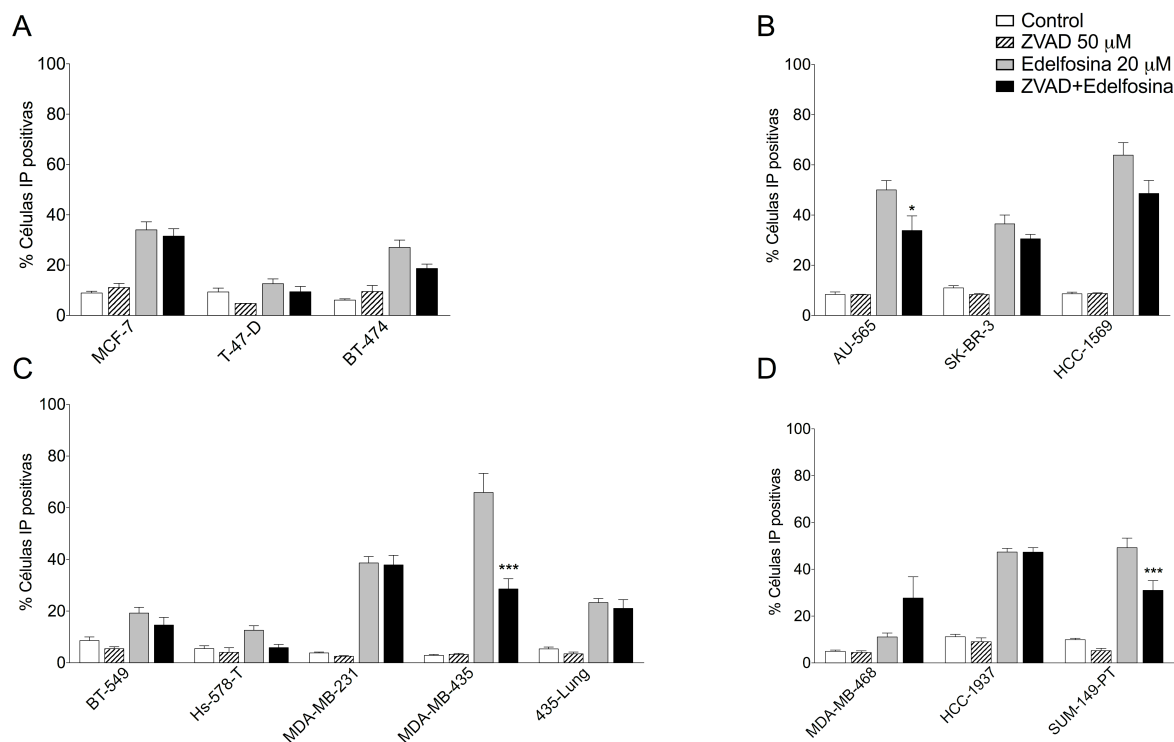 A
% Células IP positivas
100
80
60
40
20
0
MCF-7
T-47-D
BT-474
B
Control
ZVAD 50 μM
Edelfosina 20 μM
ZVAD+Edelfosina
% Células IP positivas
100
80
60
40
20
0
*
AU-565
SK-BR-3
HCC-1569
C
% Células IP positivas
100
80
60
40
20
0
***
BT-549
Hs-578-T
MDA-MB-231
MDA-MB-435
435-Lung
D
% Células IP positivas
100
80
60
40
20
0
***
MDA-MB-468
HCC-1937
SUM-149-PT